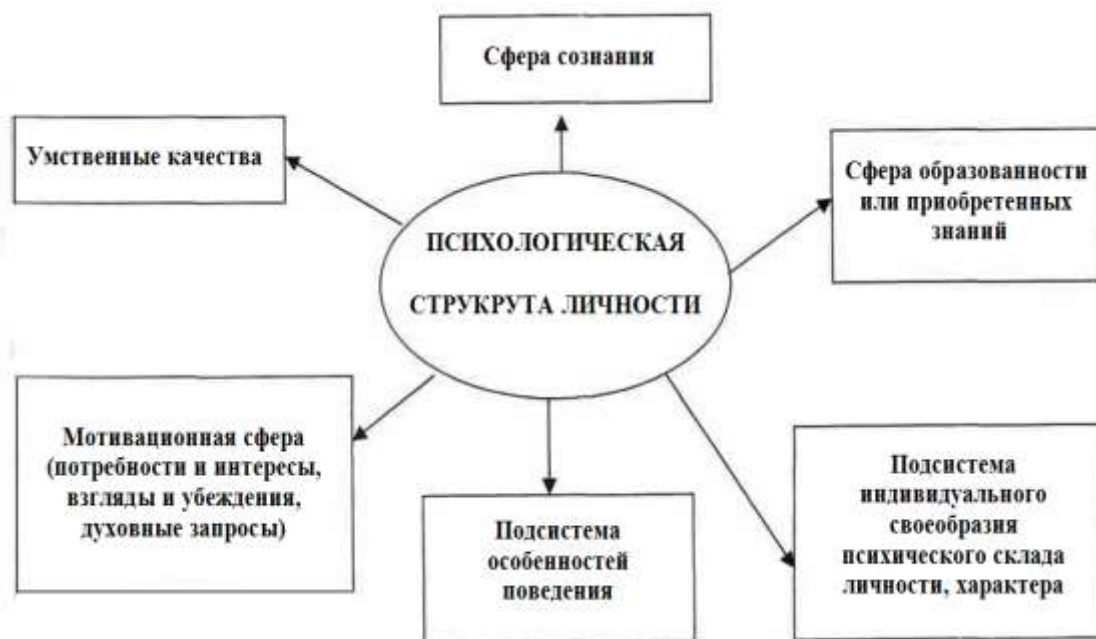 Сфера сознания
Умственные качества
Сфера образованности
или приобретенных
знаний
ПСИХОЛОГИЧЕСКАЯ
СТРУКРУТА ЛИЧНОСТИ
Мотивационная сфера
(потребности и интересы,
взгляды и убеждения,
духовные запросы)
Подсистема
особенностей
поведения
Подсистема
индивидуального
своеобразия
психического склада
личности, характера